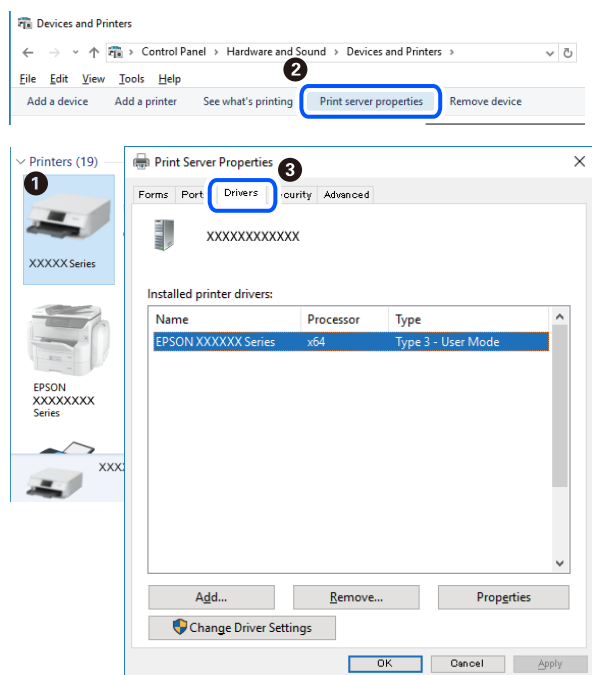 Devices and Printers
Control Panel > Hardware and Sound > Devices and Printers >
2
File Edit View Tools Help
Add a device Add a printer See what's printing Print server properties Remove device
Printers (19)
1
XXXXX Series
EPSON
XXXXXXXX
Series
XXX
Print Server Properties
3
Forms Port Drivers curity Advanced
XXXXXXXXXXXX
Installed printer drivers:
Name Processor Type
EPSON XXXXXX Series x64 Type 3 - User Mode
Add... Remove... Properties
Change Driver Settings
OK Cancel Apply